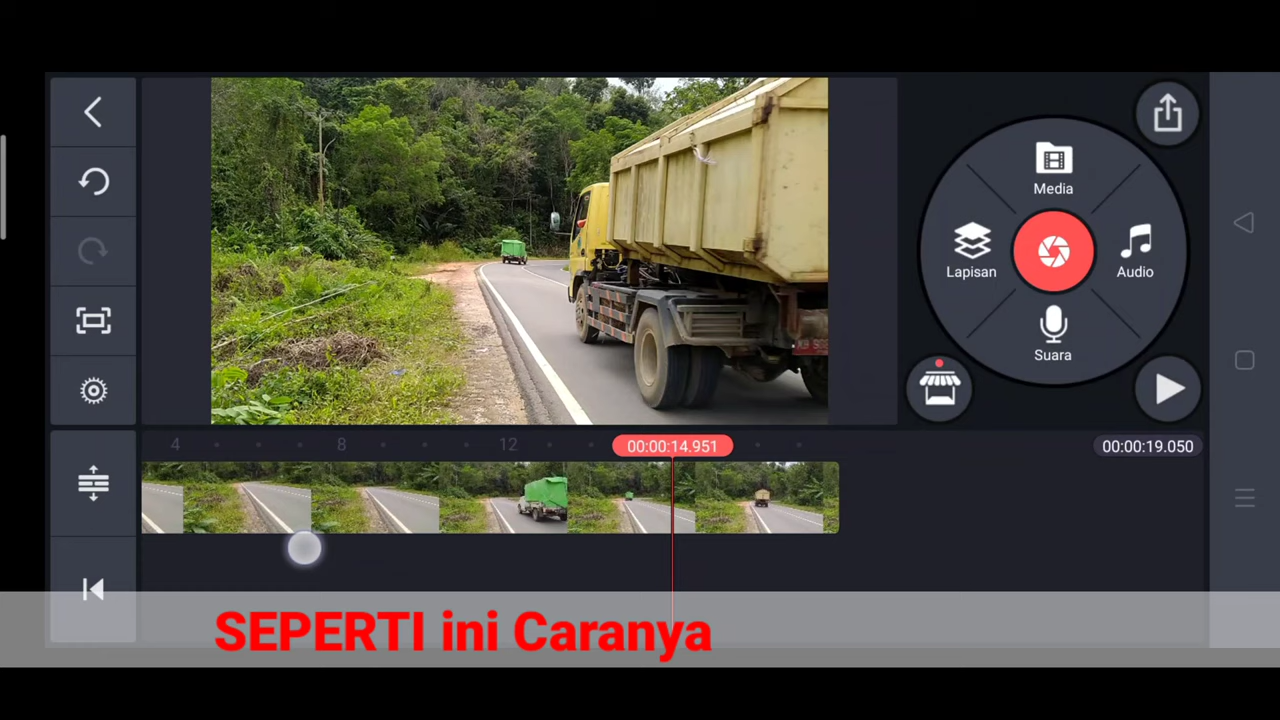 Media
Lapisan
Audio
Suara
4
8
12
00:00:14.951
00:00:19.050
SEPERTI ini Caranya